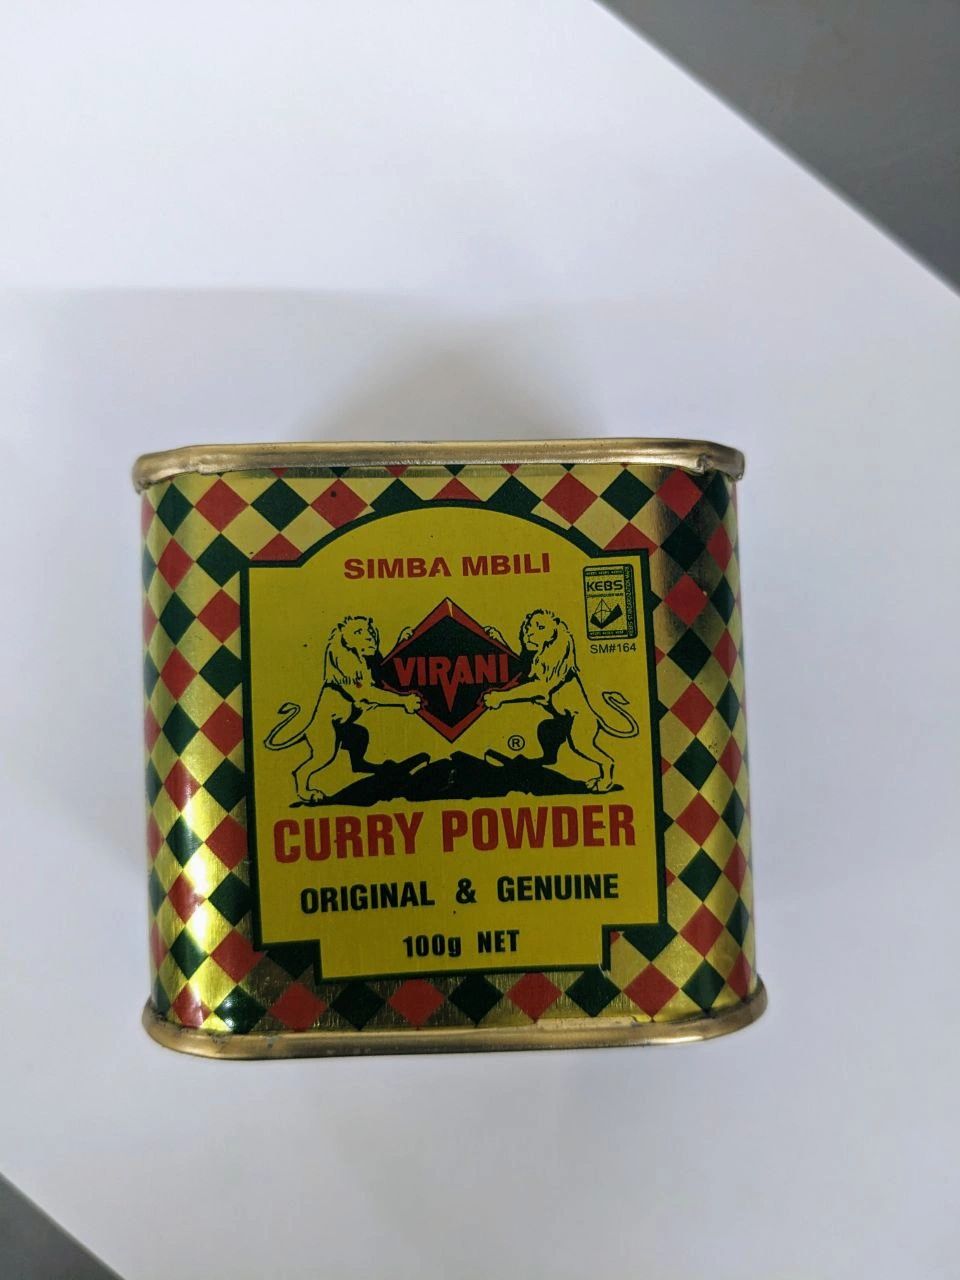 SIMBA MBILI
KEBS
SM#164
VIRANI
®
CURRY POWDER
ORIGINAL & GENUINE
100g NET